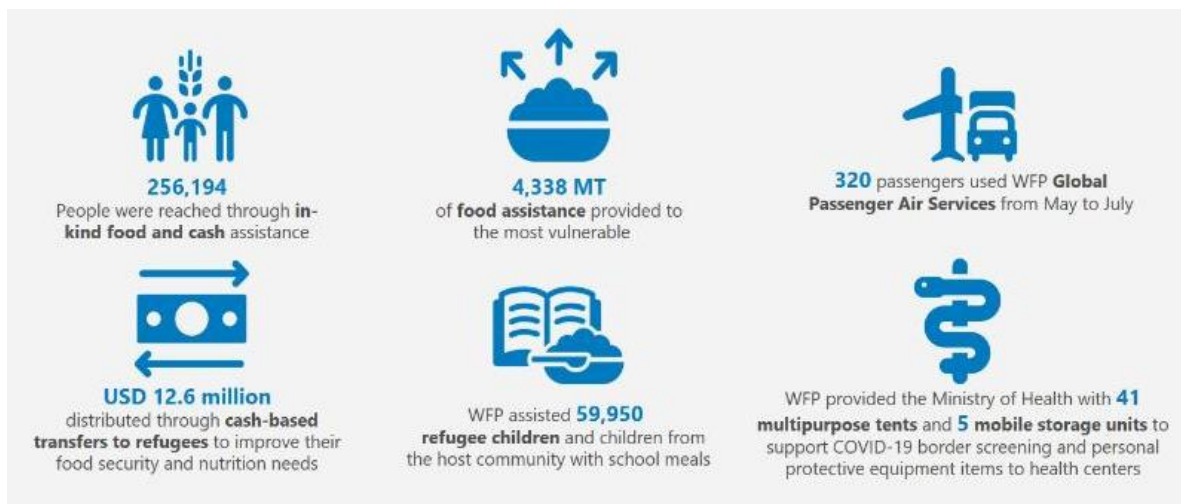 256,194
People were reached through in-
kind food and cash assistance
4,338 MT
of food assistance provided to
the most vulnerable
320 passengers used WFP Global
Passenger Air Services from May to July
USD 12.6 million
distributed through cash-based
transfers to refugees to improve their
food security and nutrition needs
WFP assisted 59,950
refugee children and children from
the host community with school meals
WFP provided the Ministry of Health with 41
multipurpose tents and 5 mobile storage units to
support COVID-19 border screening and personal
protective equipment items to health centers